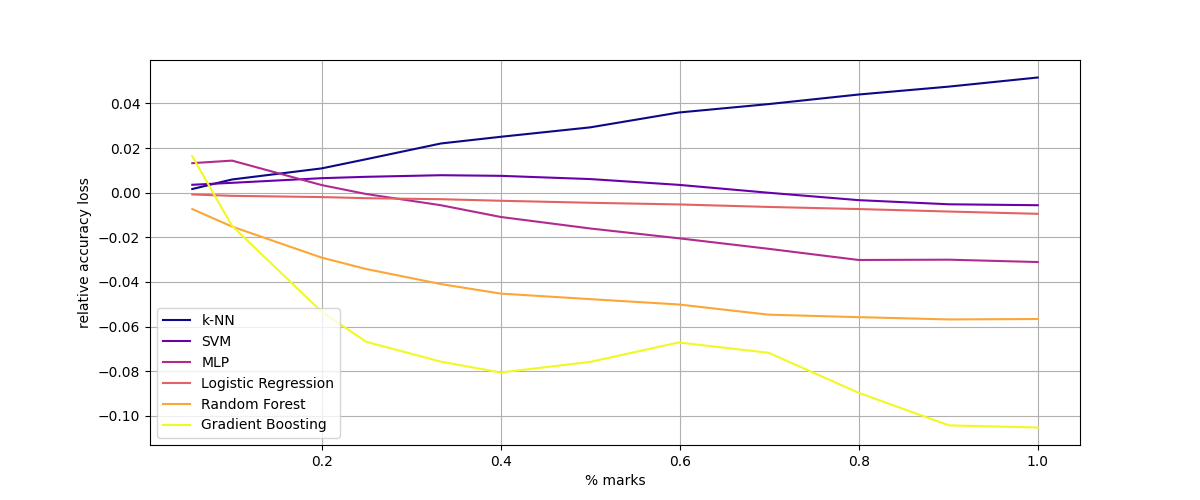 0.04
0.02
0.00
−0.02
−0.04
−0.06
−0.08
−0.10
relative accuracy loss
k-NN
SVM
MLP
Logistic Regression
Random Forest
Gradient Boosting
0.2 0.4 0.6 0.8 1.0
% marks